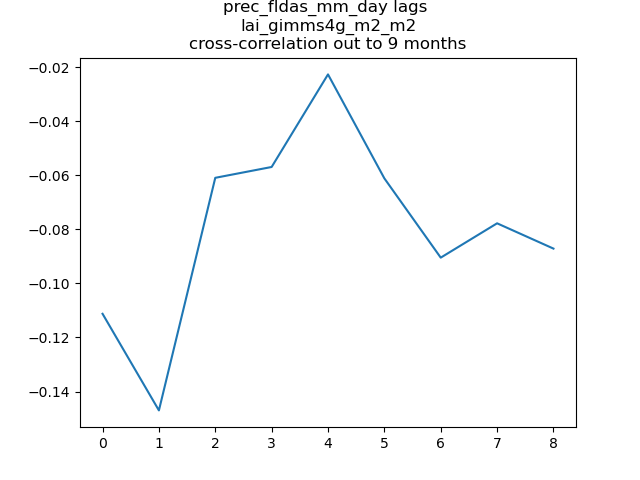 prec_fldas_mm_day lags
lai_gimms4g_m2_m2
cross-correlation out to 9 months
−0.02
−0.04
−0.06
−0.08
−0.10
−0.12
−0.14
0 1 2 3 4 5 6 7 8